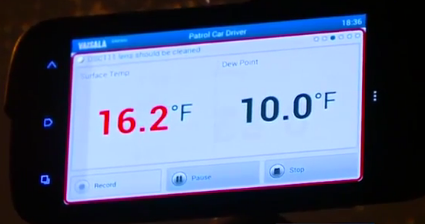 18:36
VAISALA
Patrol Car Driver
DSC111 lens should be cleaned
Surface Temp
Dew Point
16.2°F
10.0°F
Record
Pause
Stop